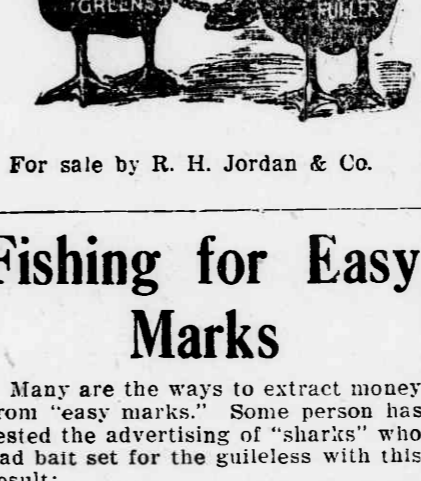 GREENS
FULLER
For sale by R. H. Jordan & Co.
Fishing for Easy
Marks
Many are the ways to extract money
rom "easy marks." Some person has
ested the advertising of "sharks" who
ad bait set for the guileless with this
esult: